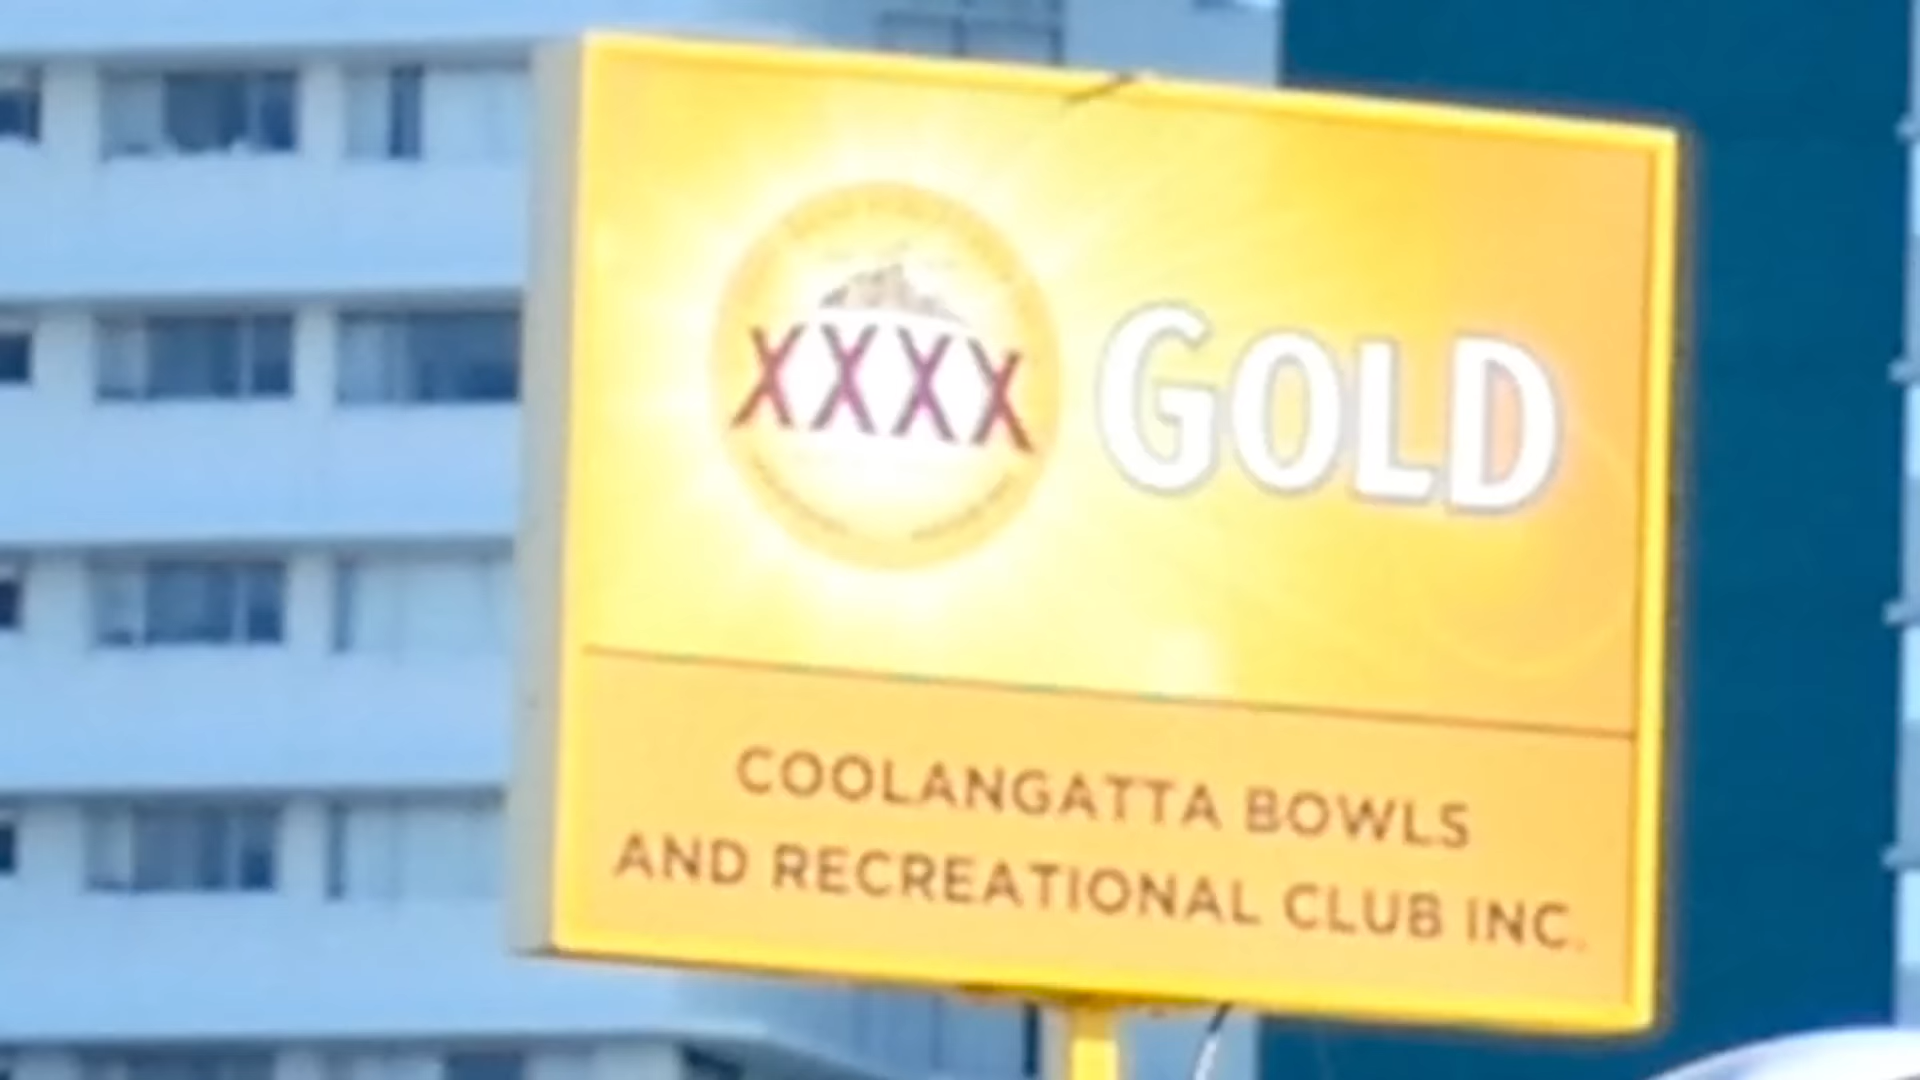 XXXX GOLD
COOLANGATTA BOWLS
AND RECREATIONAL CLUB INC.